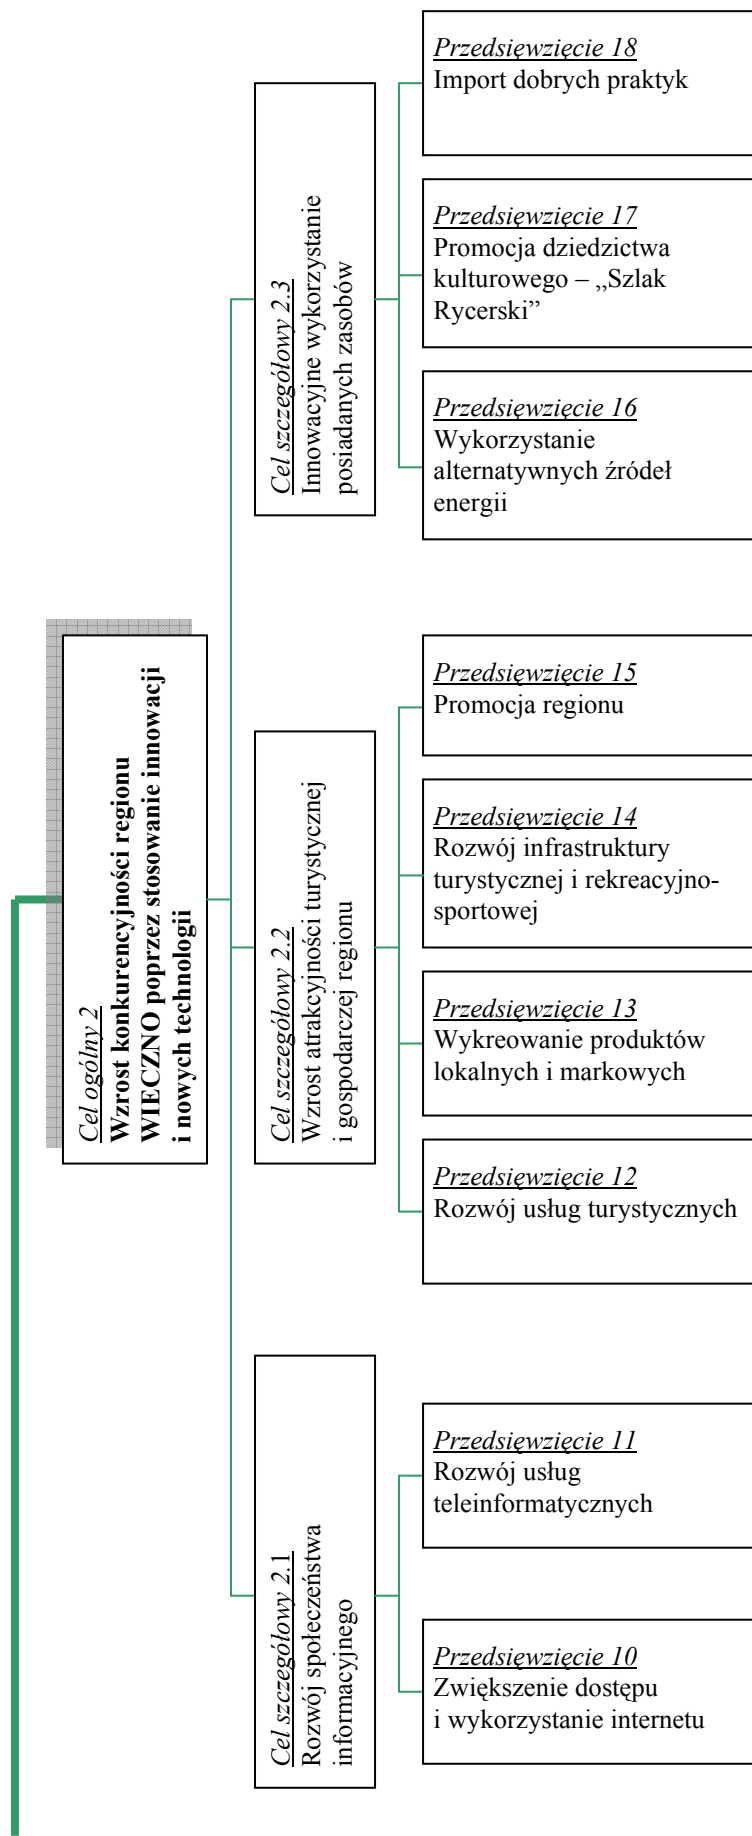 Cel ogólny 2
Wzrost konkurencyjności regionu
WIECZNO poprzez stosowanie innowacji
i nowych technologii
Cel szczegółowy 2.3
Innowacyjne wykorzystanie
posiadanych zasobów
Przedsięwzięcie 18
Import dobrych praktyk
Przedsięwzięcie 17
Promocja dziedzictwa
kulturowego – „Szlak
Rycerski”
Przedsięwzięcie 16
Wykorzystanie
alternatywnych źródeł
energii
Cel szczegółowy 2.2
Wzrost atrakcyjności turystycznej
i gospodarczej regionu
Przedsięwzięcie 15
Promocja regionu
Przedsięwzięcie 14
Rozwój infrastruktury
turystycznej i rekreacyjno-
sportowej
Przedsięwzięcie 13
Wykreowanie produktów
lokalnych i markowych
Przedsięwzięcie 12
Rozwój usług turystycznych
Cel szczegółowy 2.1
Rozwój społeczeństwa
informacyjnego
Przedsięwzięcie 11
Rozwój usług
teleinformatycznych
Przedsięwzięcie 10
Zwiększenie dostępu
i wykorzystanie internetu